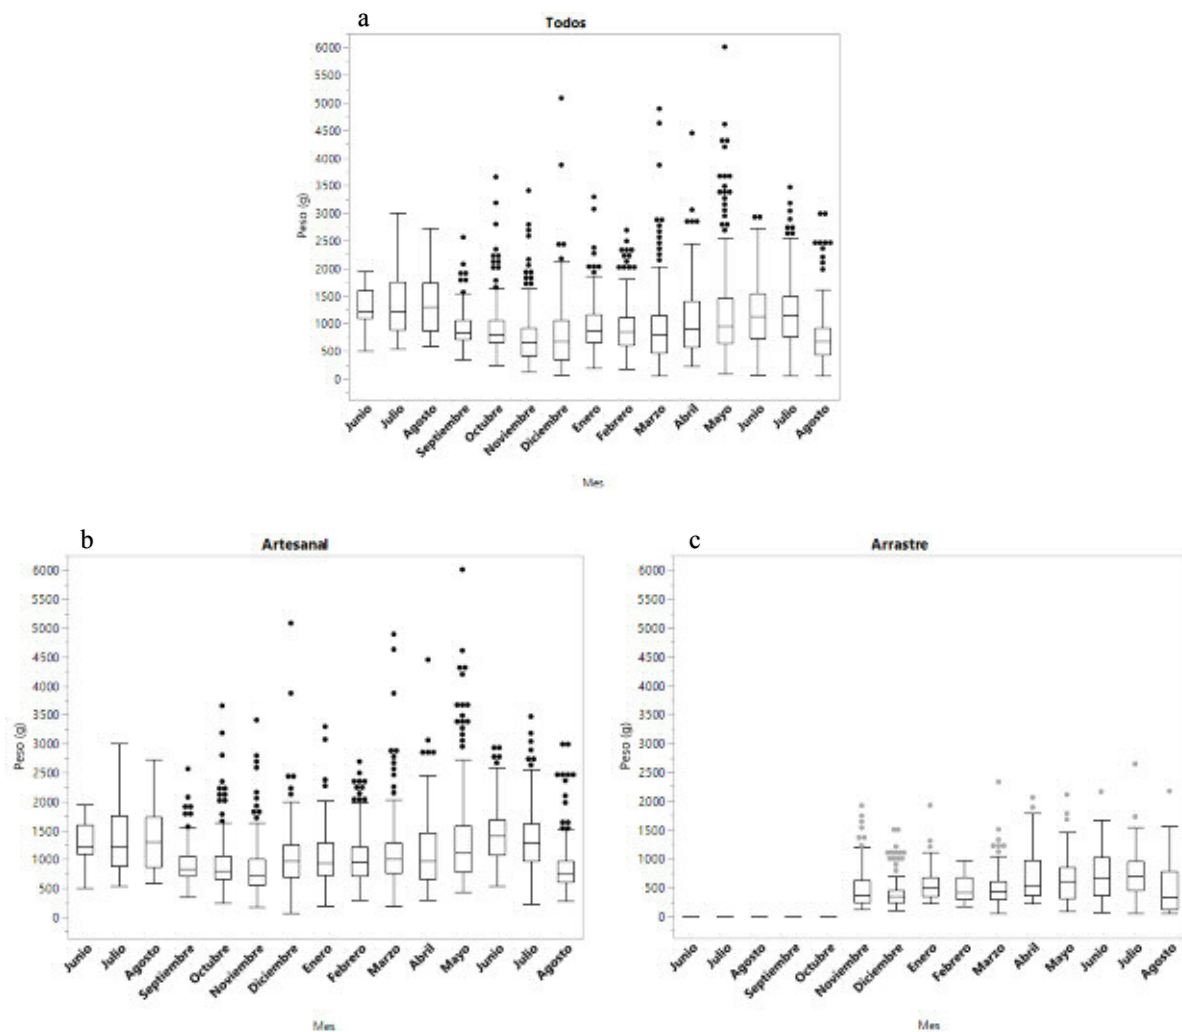 a
Todos
6000
5500
5000
4500
4000
3500
3000
2500
2000
1500
1000
500
0
Peso (g)
Junio
Julio
Agosto
Septiembre
Octubre
Noviembre
Diciembre
Enero
Febrero
Marzo
Abril
Mayo
Junio
Julio
Agosto
Mes
b
Artesanal
6000
5500
5000
4500
4000
3500
3000
2500
2000
1500
1000
500
0
Peso (g)
Junio
Julio
Agosto
Septiembre
Octubre
Noviembre
Diciembre
Enero
Febrero
Marzo
Abril
Mayo
Junio
Julio
Agosto
Mes
c
Arrastre
6000
5500
5000
4500
4000
3500
3000
2500
2000
1500
1000
500
0
Peso (g)
Junio
Julio
Agosto
Septiembre
Octubre
Noviembre
Diciembre
Enero
Febrero
Marzo
Abril
Mayo
Junio
Julio
Agosto
Mes